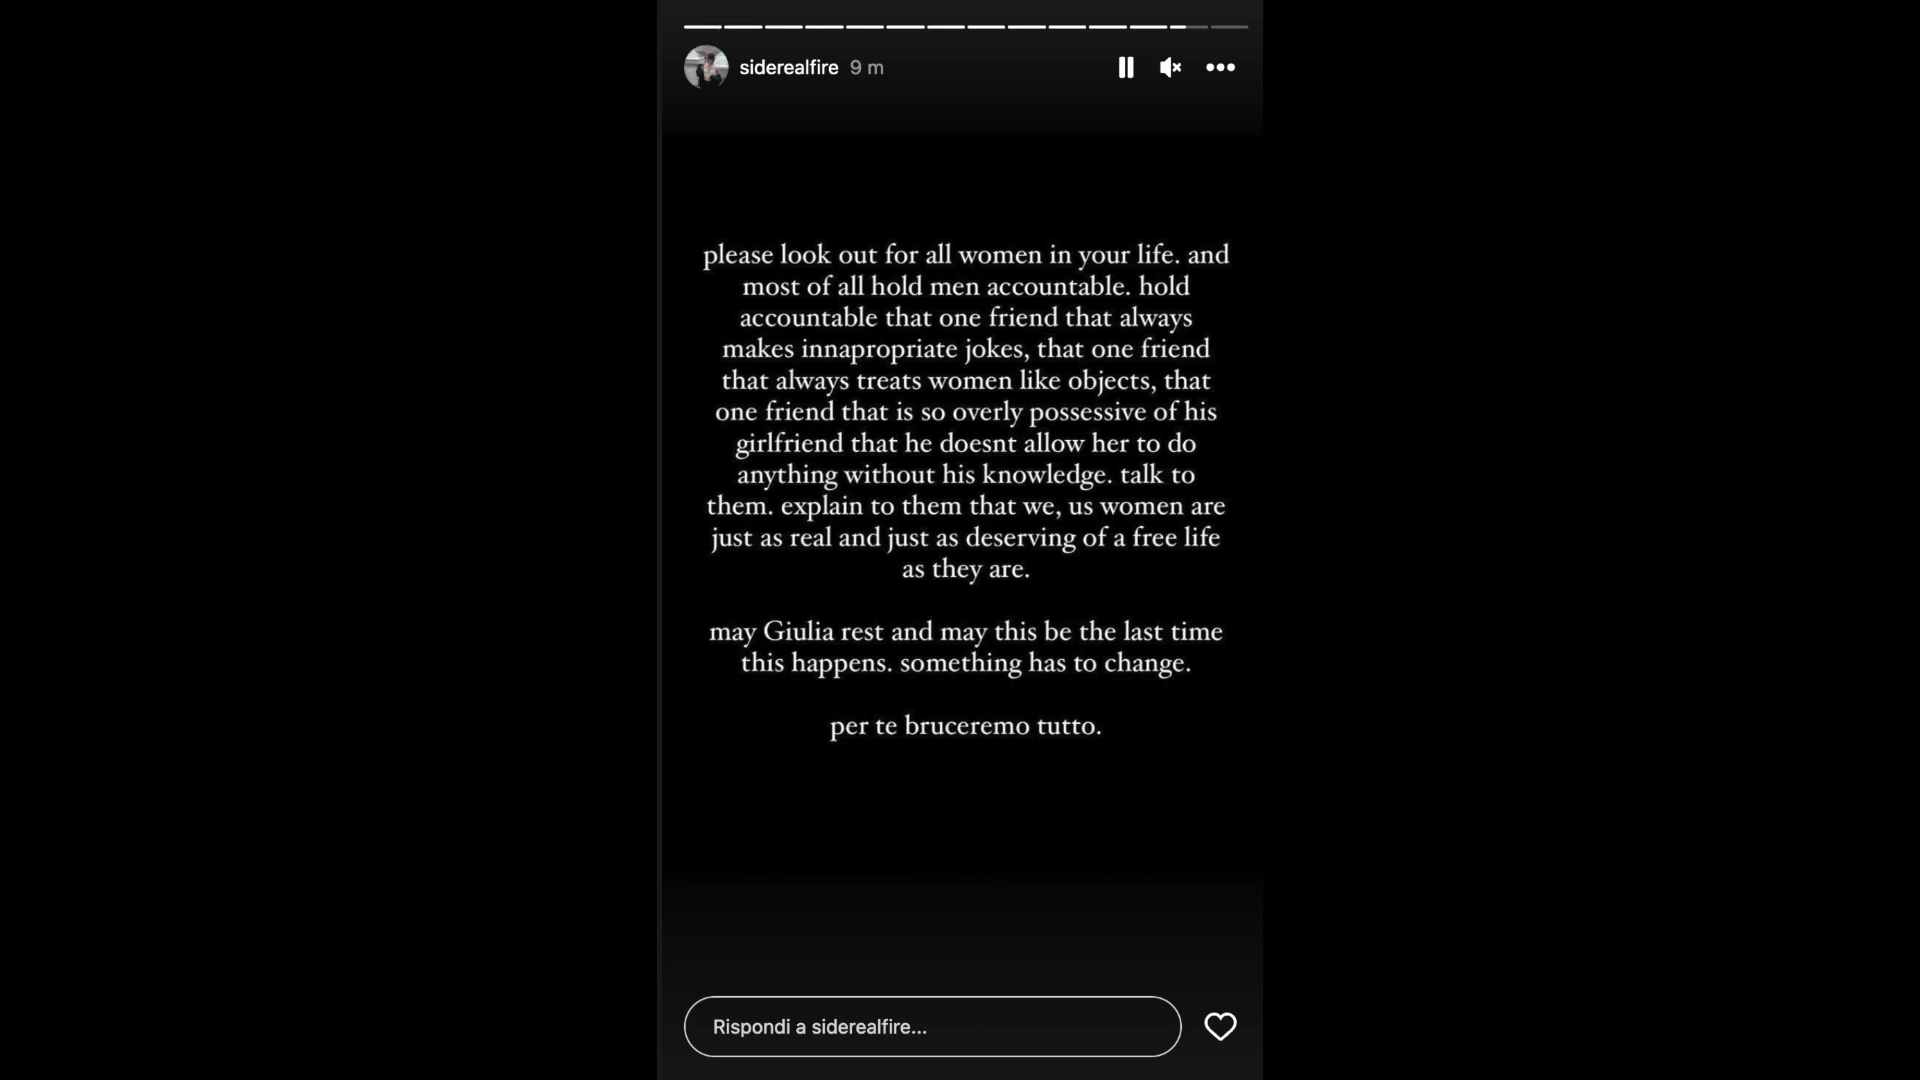 siderealfire 9 m
please look out for all women in your life. and
most of all hold men accountable. hold
accountable that one friend that always
makes innapropriate jokes, that one friend
that always treats women like objects, that
one friend that is so overly possessive of his
girlfriend that he doesnt allow her to do
anything without his knowledge. talk to
them. explain to them that we, us women are
just as real and just as deserving of a free life
as they are.
may Giulia rest and may this be the last time
this happens. something has to change.
per te bruceremo tutto.
Rispondi a siderealfire...